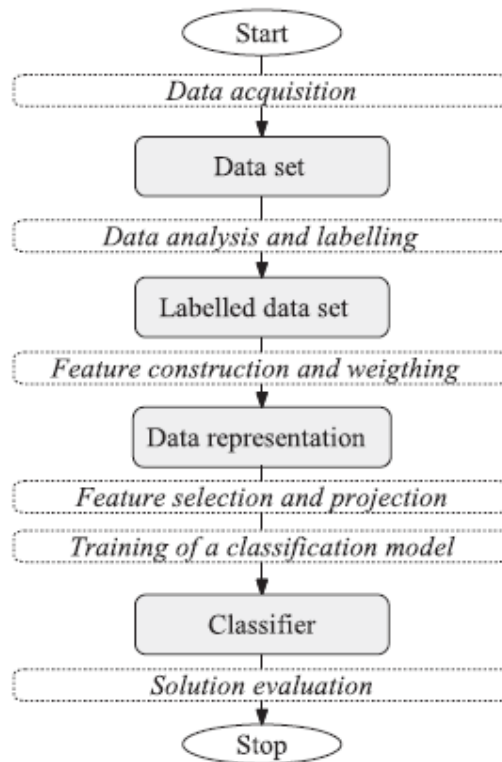 Start
Data acquisition
Data set
Data analysis and labelling
Labelled data set
Feature construction and weigthing
Data representation
Feature selection and projection
Training of a classification model
Classifier
Solution evaluation
Stop